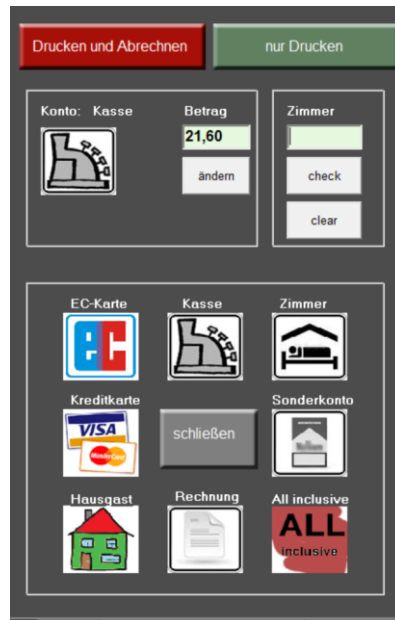 Drucken und Abrechnen
nur Drucken
Konto: Kasse
Betrag
21,60
ändern
Zimmer
check
clear
EC-Karte
Kasse
Zimmer
Kreditkarte
VISA
MasterCard
schließen
Sonderkonto
Hausgast
Rechnung
All inclusive
ALL
inclusive